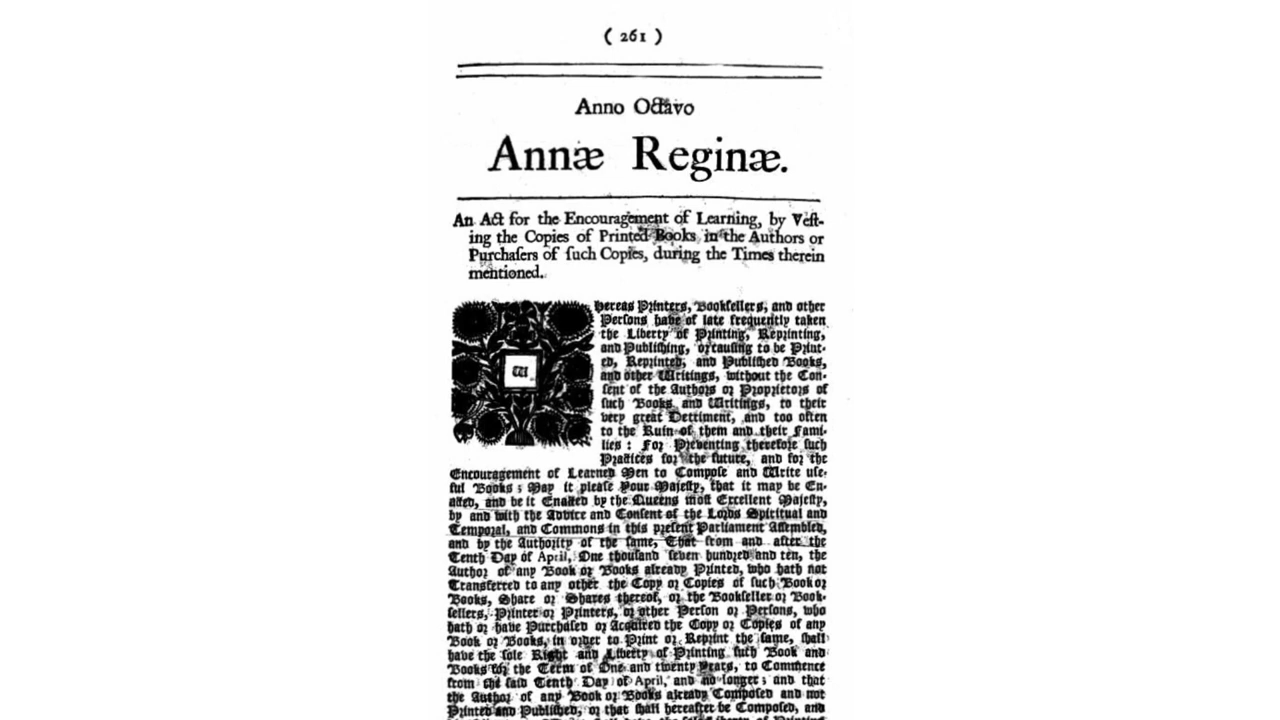 ( 261 )
Anno Octavo
Annæ Reginæ.
An Act for the Encouragement of Learning, by Veſt-
ing the Copies of Printed Books in the Authors or
Purchaſers of ſuch Copies, during the Times therein
mentioned.
W
hereas Printers, Bookſellers, and other
Perſons have of late frequently taken
the Liberty of Printing, Reprinting,
and Publiſhing, or cauſing to be Print-
ed, Reprinted, and Publiſhed Books,
and other Writings, without the Con-
ſent of the Authors or Proprietors of
ſuch Books and Writings, to their
very great Detriment, and too often
to the Ruin of them and their Fami-
lies : For Preventing therefore ſuch
Practices for the future, and for the
Encouragement of Learned Men to Compoſe and Write uſe-
ful Books ; May it pleaſe Your Majeſty, that it may be En-
acted, and be it Enacted by the Queens moſt Excellent Majeſty,
by and with the Advice and Conſent of the Lords Spiritual and
Temporal, and Commons in this preſent Parliament Aſſembled,
and by the Authority of the ſame, That from and after the
Tenth Day of April, One thouſand ſeven hundred and ten, the
Author of any Book or Books already Printed, who hath not
Transferred to any other the Copy or Copies of ſuch Book or
Books, Share or Shares thereof, or the Bookſeller or Book-
ſellers, Printer or Printers, or other Perſon or Perſons, who
hath or have Purchaſed or Acquired the Copy or Copies of any
Book or Books, in order to Print or Reprint the ſame, ſhall
have the ſole Right and Liberty of Printing ſuch Book and
Books for the Term of One and twenty Years, to Commence
from the ſaid Tenth Day of April, and no longer ; and that
the Author of any Book or Books already Compoſed and not
Printed and Publiſhed, or that ſhall hereafter be Compoſed, and